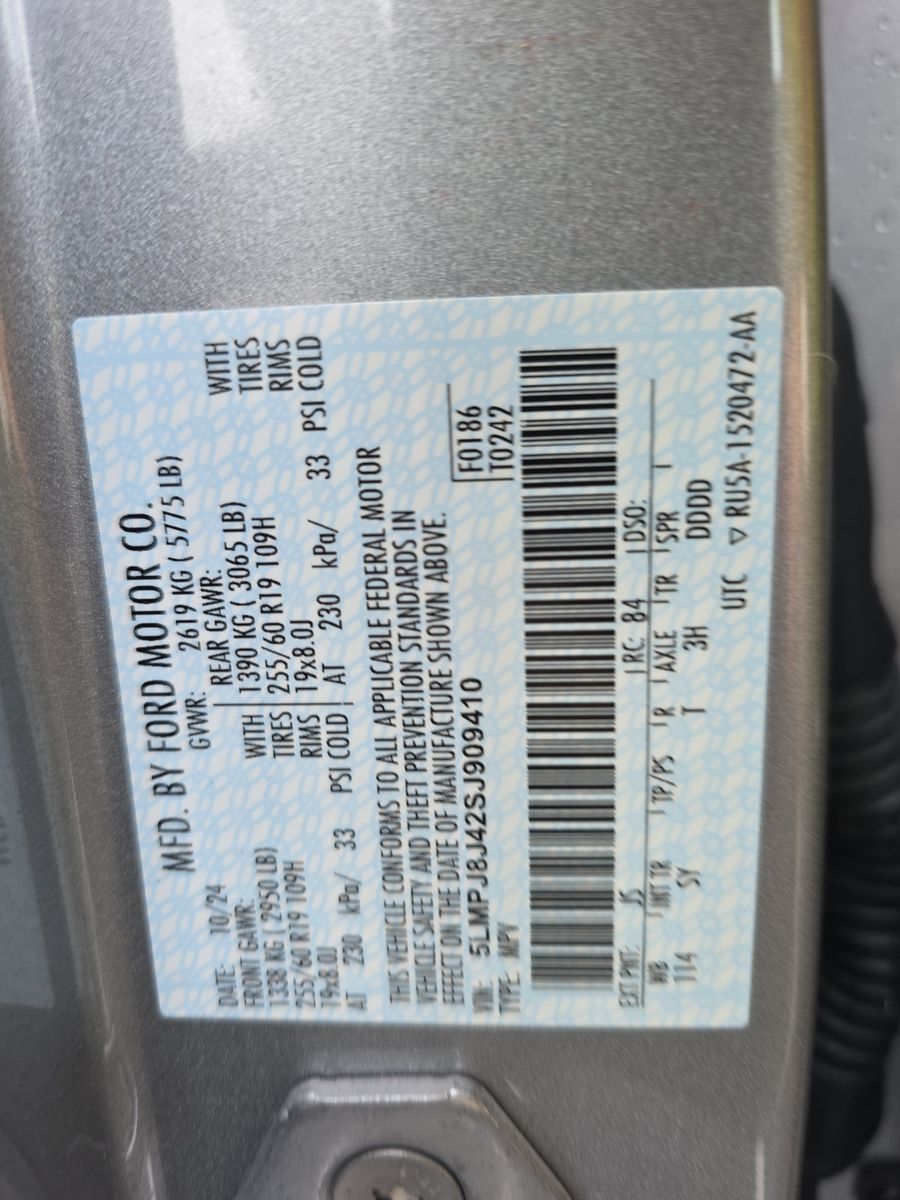 MFD. BY FORD MOTOR CO.
DATE: 10/24 GVWR: 2619 KG ( 5775 LB)
FRONT GAWR: REAR GAWR:
1338 KG ( 2950 LB) WITH 1390 KG ( 3065 LB) WITH
255/60 R19 109H TIRES 255/60 R19 109H TIRES
19x8.0J RIMS 19x8.0J RIMS
AT 230 kPa/ 33 PSI COLD AT 230 kPa/ 33 PSI COLD
THIS VEHICLE CONFORMS TO ALL APPLICABLE FEDERAL MOTOR
VEHICLE SAFETY AND THEFT PREVENTION STANDARDS IN
EFFECT ON THE DATE OF MANUFACTURE SHOWN ABOVE.
VIN: 5LMPJ8J42SJ909410 F0186
TYPE: MPV T0242
EXT PNT: JS RC: 84 DSO:
WB INT TR TP/PS R AXLE TR SPR
114 SY T 3H DDDD
UTC ▽ RU5A-1520472-AA